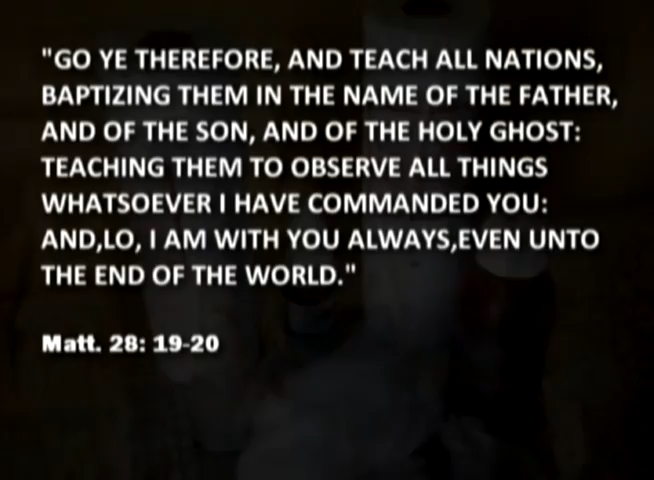 "GO YE THEREFORE, AND TEACH ALL NATIONS,
BAPTIZING THEM IN THE NAME OF THE FATHER,
AND OF THE SON, AND OF THE HOLY GHOST:
TEACHING THEM TO OBSERVE ALL THINGS
WHATSOEVER I HAVE COMMANDED YOU:
AND,LO, I AM WITH YOU ALWAYS,EVEN UNTO
THE END OF THE WORLD."
Matt. 28: 19-20